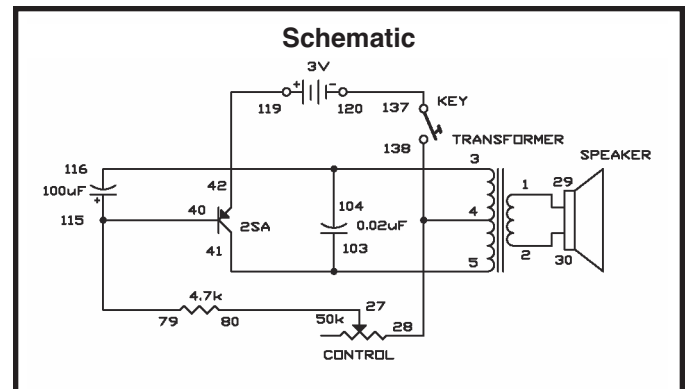 Schematic
3V
+ -
119 120 137 KEY
138 TRANSFORMER
3 SPEAKER
116
100uF
+
115
42
40
2SA
41
104
0.02uF
103
4
5
1 29
2 30
4.7k
79 80
50k 27
28
CONTROL